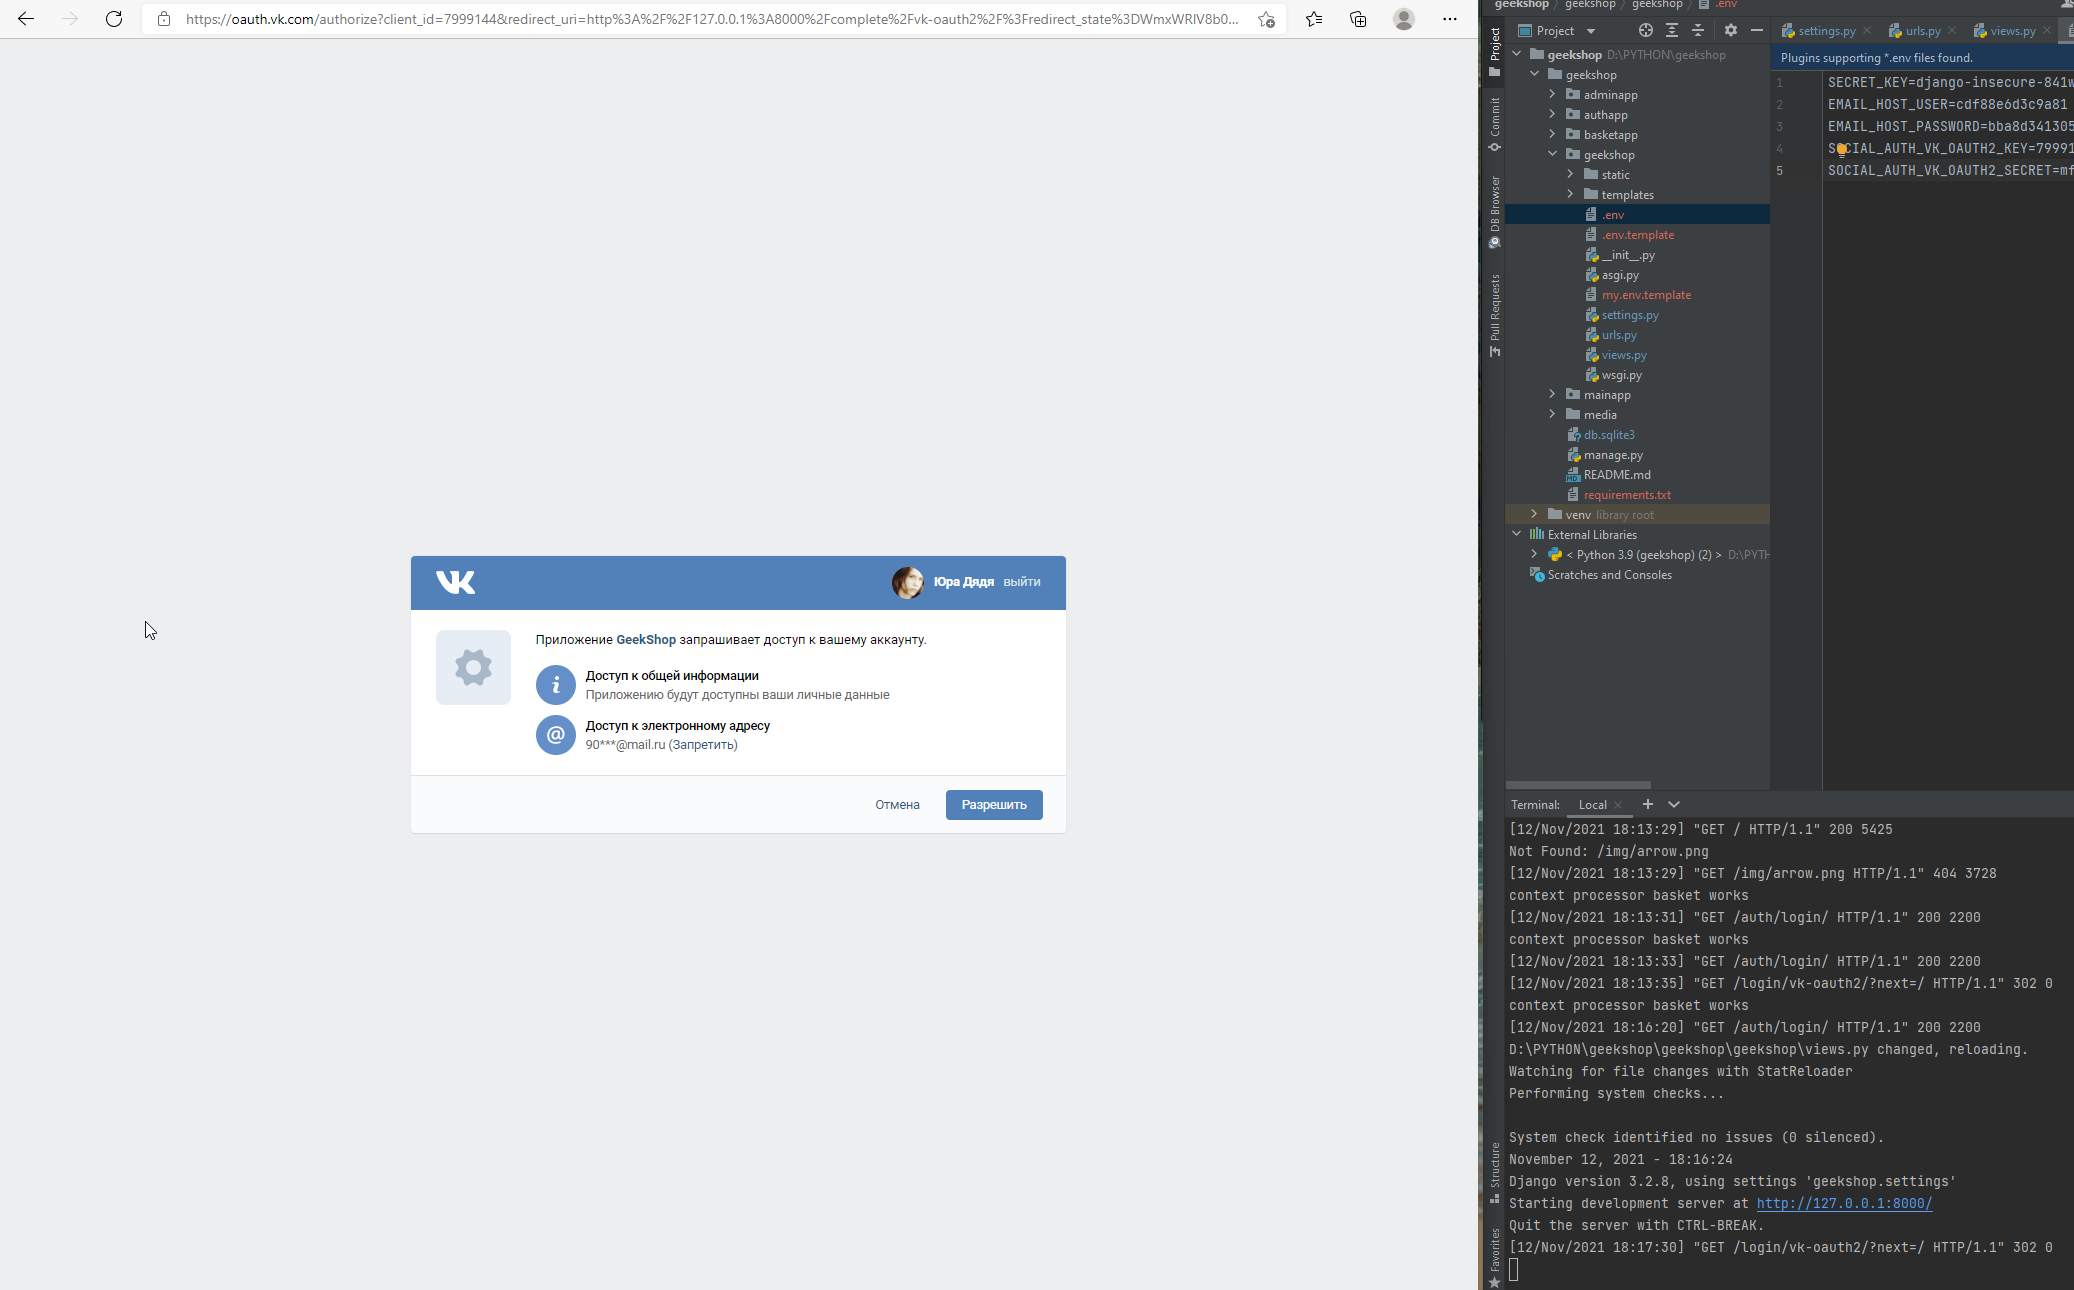 https://oauth.vk.com/authorize?client_id=7999144&redirect_uri=http%3A%2F%2F127.0.0.1%3A8000%2Fcomplete%2Fvk-oauth2%2F%3Fredirect_state%3DWmxWRIV8b0...
VK
Юра Дядя выйти
Приложение GeekShop запрашивает доступ к вашему аккаунту.
Доступ к общей информации
Приложению будут доступны ваши личные данные
Доступ к электронному адресу
90***@mail.ru (Запретить)
Отмена
Разрешить
geekshop geekshop geekshop .env
Project
settings.py urls.py views.py
Project
Commit
DB Browser
Pull Requests
Structure
Favorites
geekshop D:\PYTHON\geekshop
geekshop
adminapp
authapp
basketapp
geekshop
static
templates
.env
.env.template
__init__.py
asgi.py
my.env.template
settings.py
urls.py
views.py
wsgi.py
mainapp
media
db.sqlite3
manage.py
README.md
requirements.txt
venv library root
External Libraries
< Python 3.9 (geekshop) (2) > D:\PYTH
Scratches and Consoles
Plugins supporting *.env files found.
1 SECRET_KEY=django-insecure-841w
2 EMAIL_HOST_USER=cdf88e6d3c9a81
3 EMAIL_HOST_PASSWORD=bba8d341305
4 SOCIAL_AUTH_VK_OAUTH2_KEY=79991
5 SOCIAL_AUTH_VK_OAUTH2_SECRET=mf
Terminal: Local
[12/Nov/2021 18:13:29] "GET / HTTP/1.1" 200 5425
Not Found: /img/arrow.png
[12/Nov/2021 18:13:29] "GET /img/arrow.png HTTP/1.1" 404 3728
context processor basket works
[12/Nov/2021 18:13:31] "GET /auth/login/ HTTP/1.1" 200 2200
context processor basket works
[12/Nov/2021 18:13:33] "GET /auth/login/ HTTP/1.1" 200 2200
[12/Nov/2021 18:13:35] "GET /login/vk-oauth2/?next=/ HTTP/1.1" 302 0
context processor basket works
[12/Nov/2021 18:16:20] "GET /auth/login/ HTTP/1.1" 200 2200
D:\PYTHON\geekshop\geekshop\geekshop\views.py changed, reloading.
Watching for file changes with StatReloader
Performing system checks...
System check identified no issues (0 silenced).
November 12, 2021 - 18:16:24
Django version 3.2.8, using settings 'geekshop.settings'
Starting development server at http://127.0.0.1:8000/
Quit the server with CTRL-BREAK.
[12/Nov/2021 18:17:30] "GET /login/vk-oauth2/?next=/ HTTP/1.1" 302 0